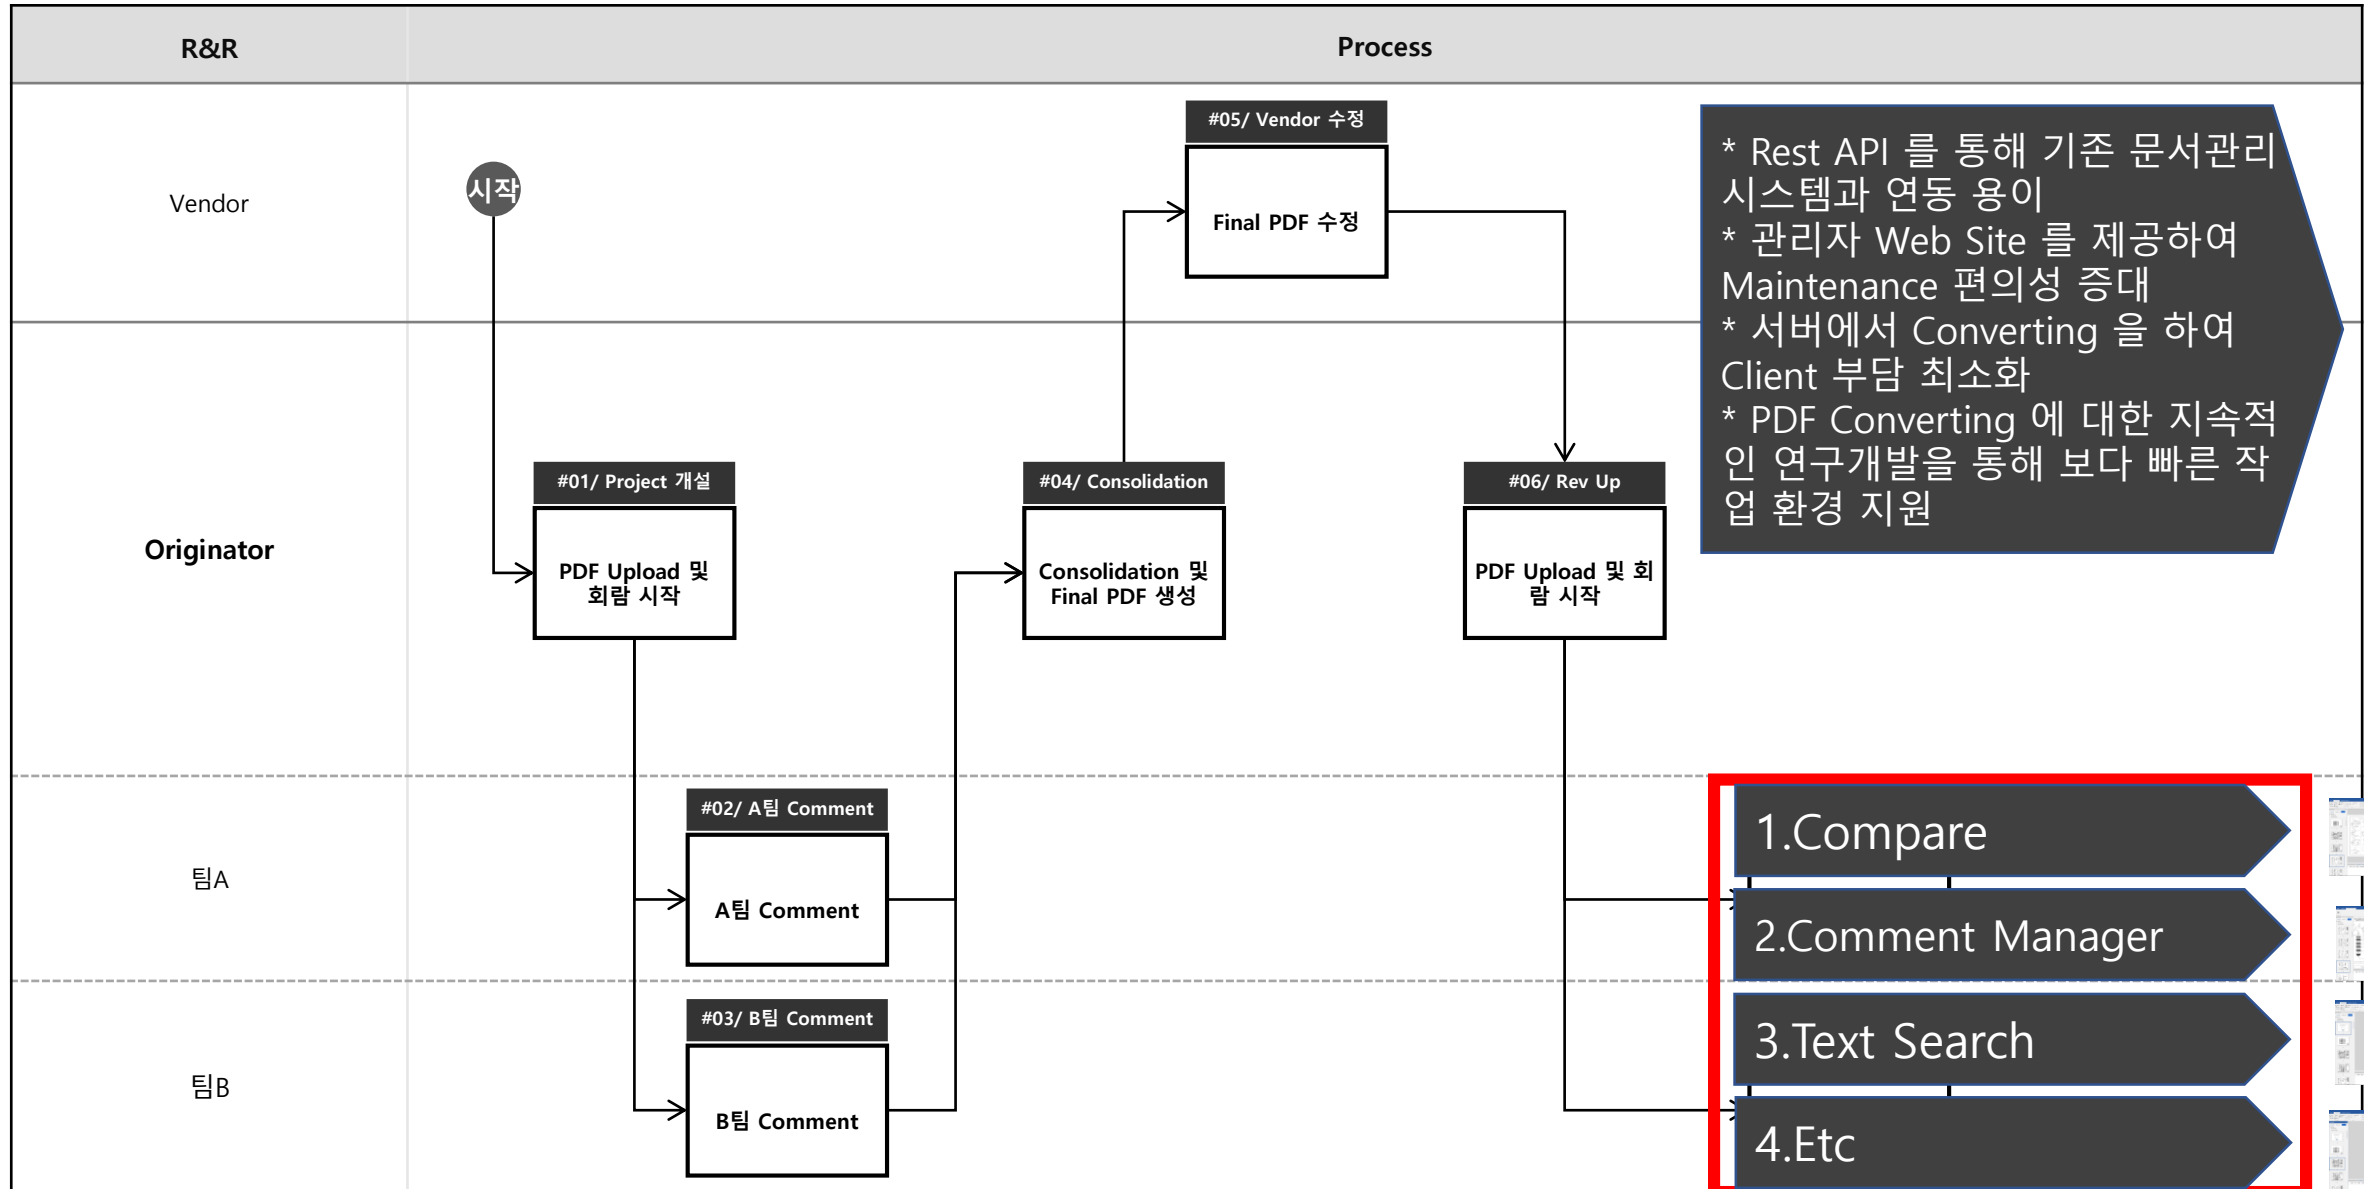 R&R
Process
Vendor
시작
#05/ Vendor 수정
Final PDF 수정
* Rest API 를 통해 기존 문서관리
시스템과 연동 용이
* 관리자 Web Site 를 제공하여
Maintenance 편의성 증대
* 서버에서 Converting 을 하여
Client 부담 최소화
* PDF Converting 에 대한 지속적
인 연구개발을 통해 보다 빠른 작
업 환경 지원
Originator
#01/ Project 개설
PDF Upload 및
회람 시작
#04/ Consolidation
Consolidation 및
Final PDF 생성
#06/ Rev Up
PDF Upload 및 회
람 시작
팀A
#02/ A팀 Comment
A팀 Comment
1.Compare
2.Comment Manager
팀B
#03/ B팀 Comment
B팀 Comment
3.Text Search
4.Etc